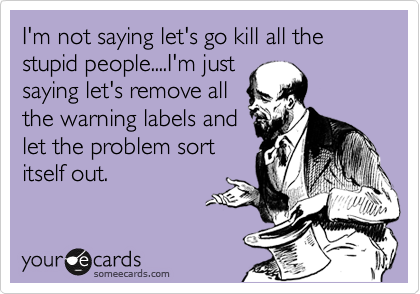 I'm not saying let's go kill all the
stupid people....I'm just
saying let's remove all
the warning labels and
let the problem sort
itself out.
your e cards
someecards.com